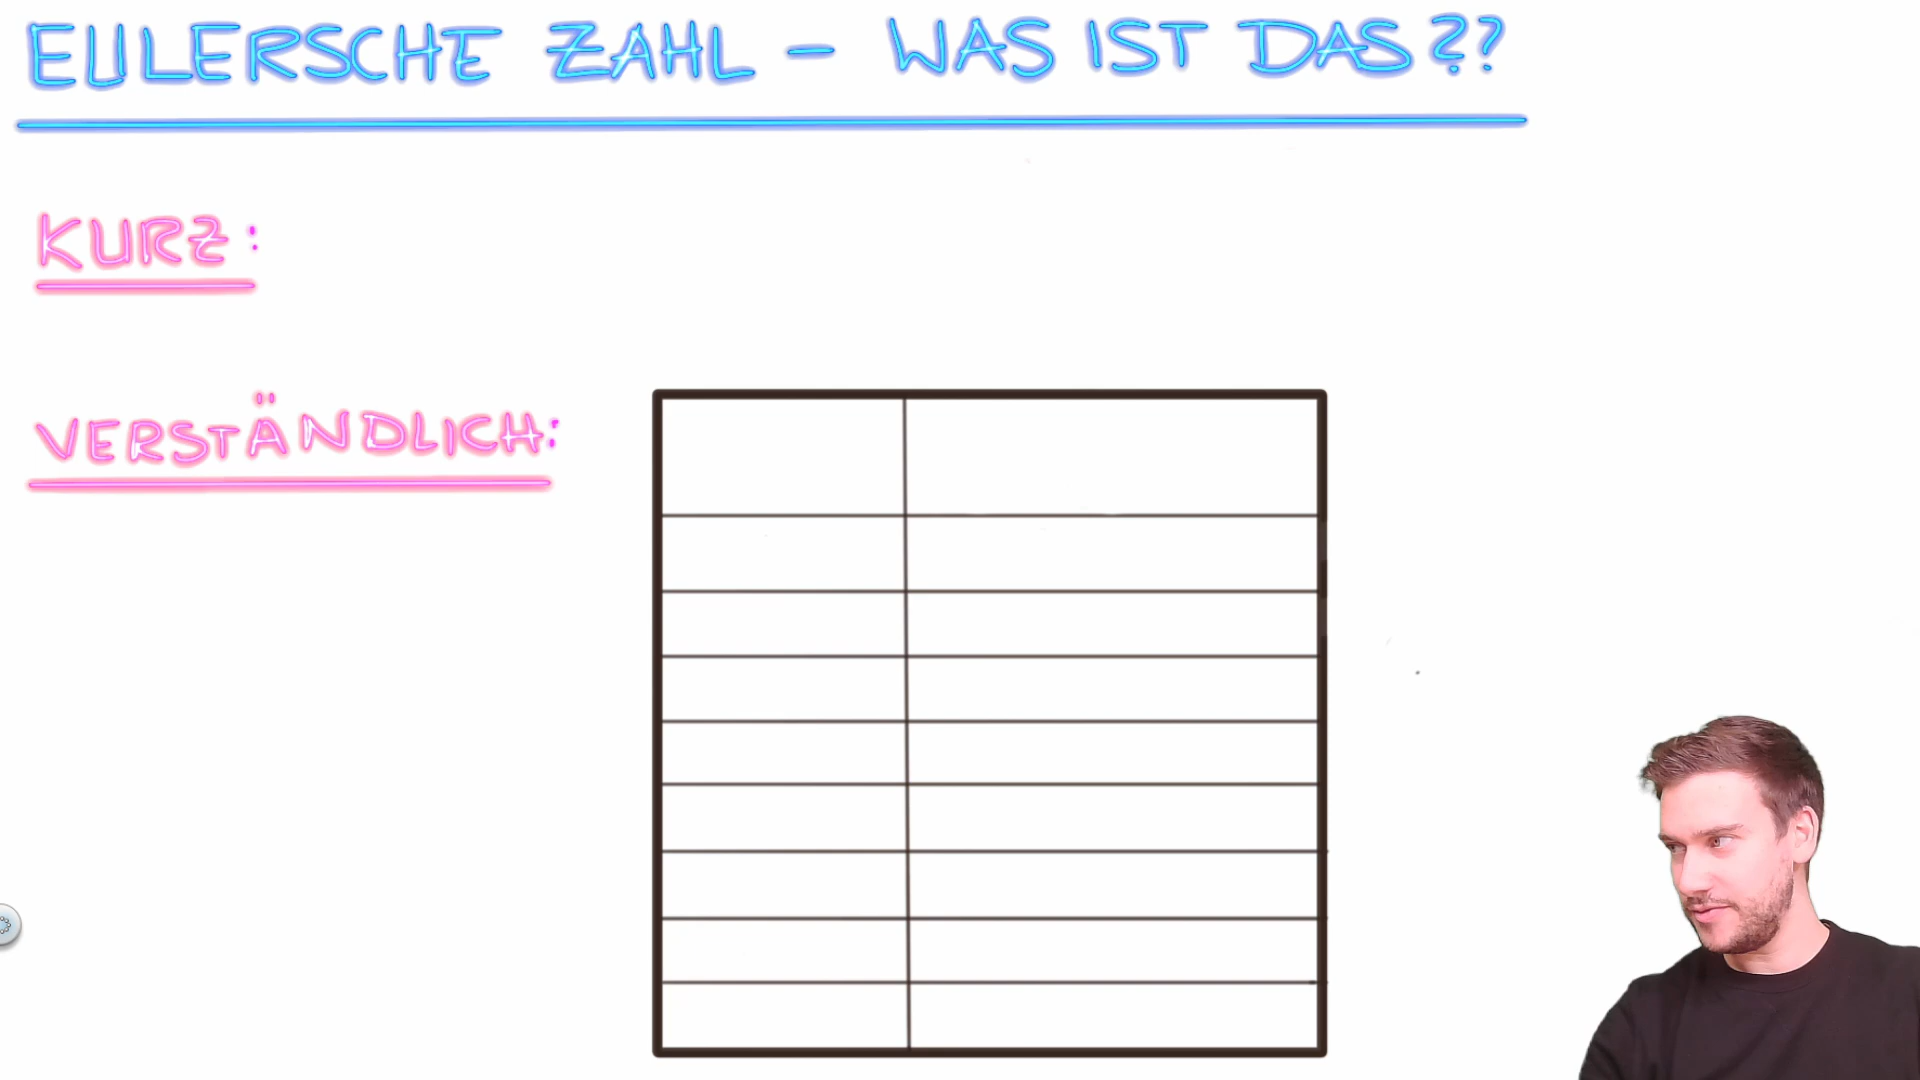 EULERSCHE ZAHL - WAS IST DAS??
KURZ:
VERSTÄNDLICH: